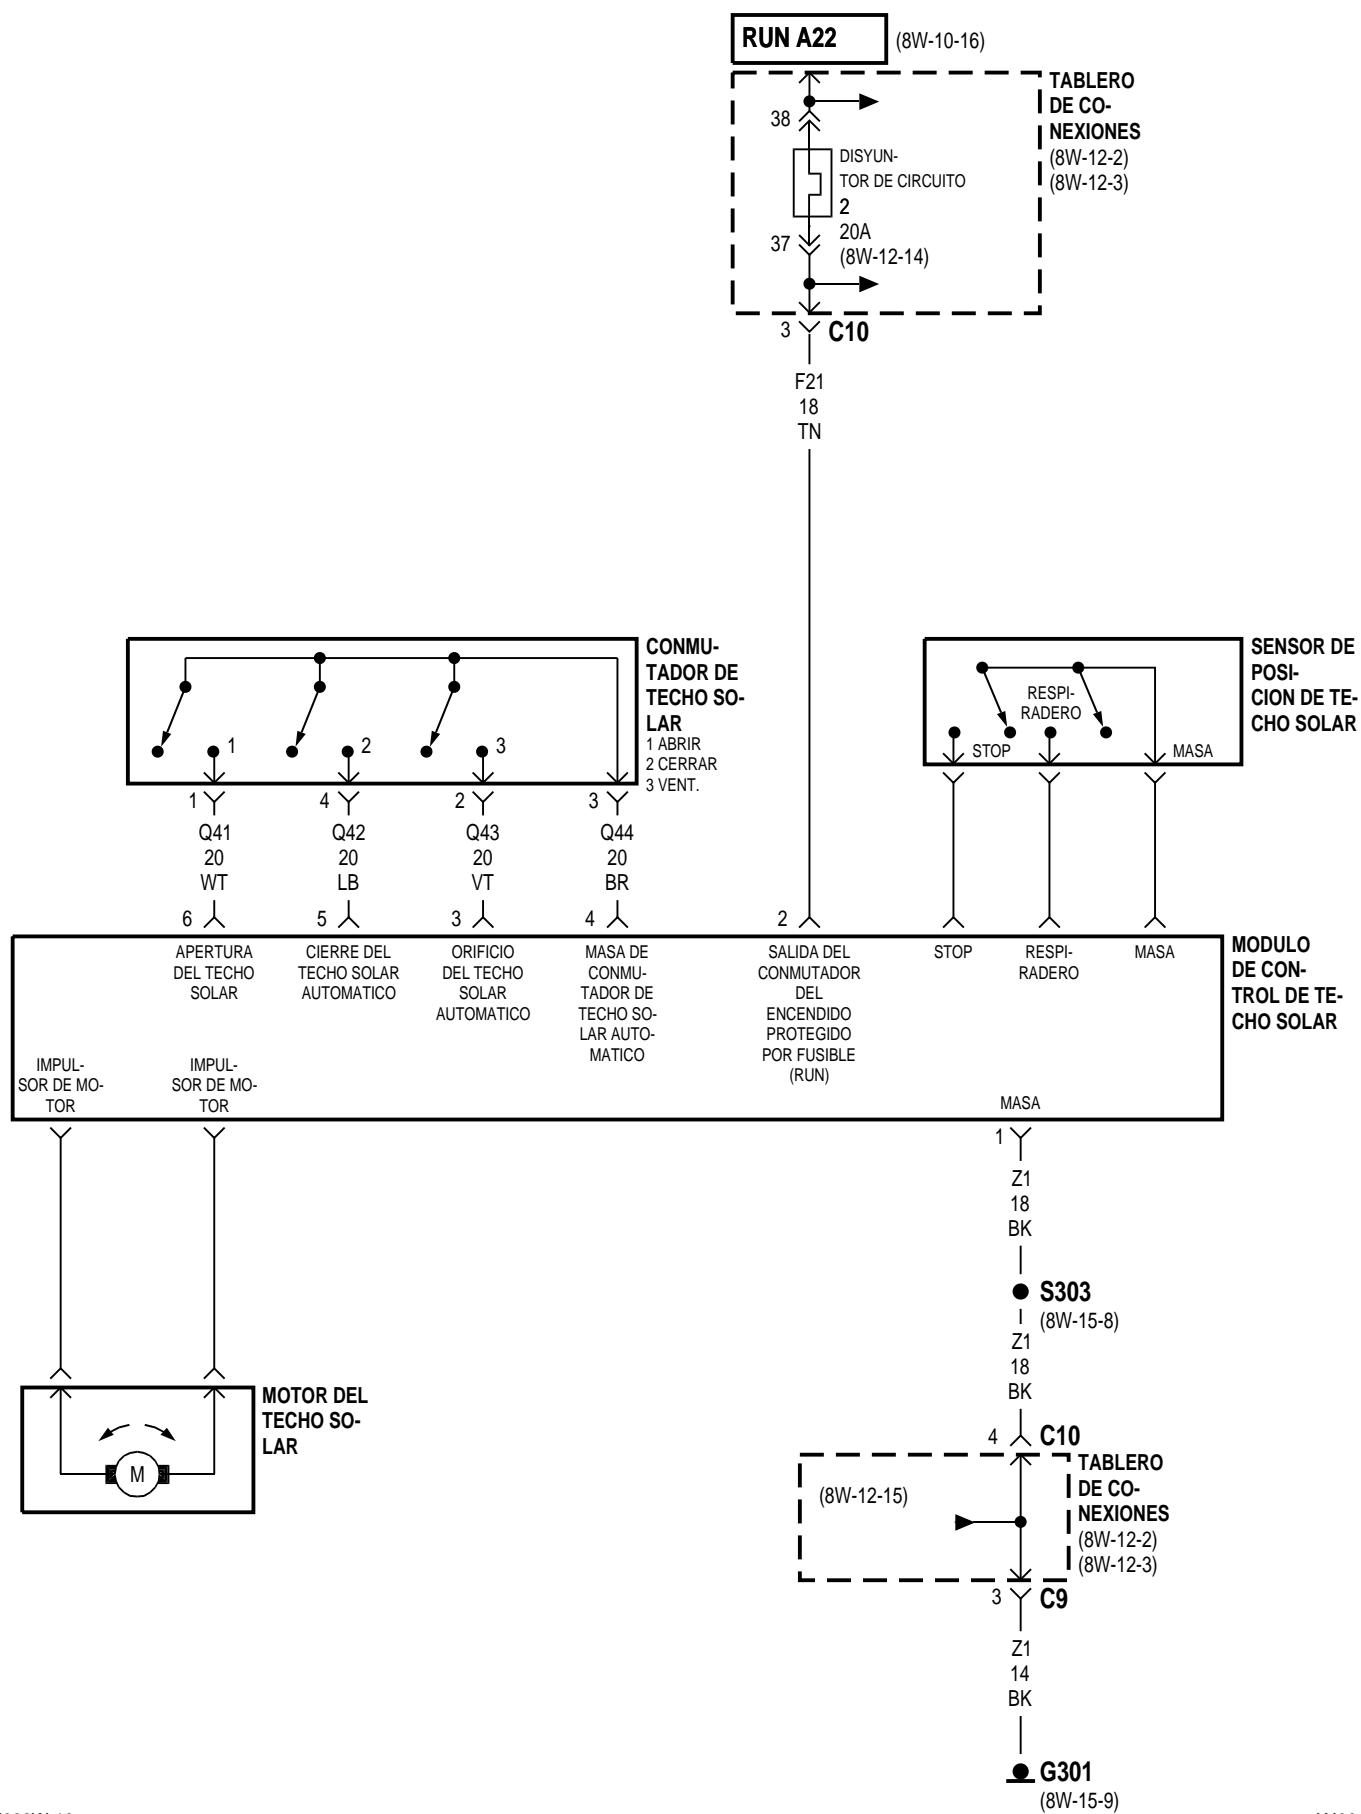 RUN A22
(8W-10-16)
TABLERO
DE CO-
NEXIONES
(8W-12-2)
(8W-12-3)
38
DISYUN-
TOR DE CIRCUITO
2
20A
(8W-12-14)
37
3
C10
F21
18
TN
CONMU-
TADOR DE
TECHO SO-
LAR
1 ABRIR
2 CERRAR
3 VENT.
1
2
3
SENSOR DE
POSI-
CION DE TE-
CHO SOLAR
RESPI-
RADERO
STOP
MASA
1
4
2
3
Q41
20
WT
Q42
20
LB
Q43
20
VT
Q44
20
BR
6
5
3
4
2
APERTURA
DEL TECHO
SOLAR
CIERRE DEL
TECHO SOLAR
AUTOMATICO
ORIFICIO
DEL TECHO
SOLAR
AUTOMATICO
MASA DE
CONMU-
TADOR DE
TECHO SO-
LAR AUTO-
MATICO
SALIDA DEL
CONMUTADOR
DEL
ENCENDIDO
PROTEGIDO
POR FUSIBLE
(RUN)
STOP
RESPI-
RADERO
MASA
MODULO
DE CON-
TROL DE TE-
CHO SOLAR
IMPUL-
SOR DE MO-
TOR
IMPUL-
SOR DE MO-
TOR
MASA
1
Z1
18
BK
S303
(8W-15-8)
Z1
18
BK
MOTOR DEL
TECHO SO-
LAR
M
4
C10
TABLERO
DE CO-
NEXIONES
(8W-12-2)
(8W-12-3)
(8W-12-15)
3
C9
Z1
14
BK
G301
(8W-15-9)